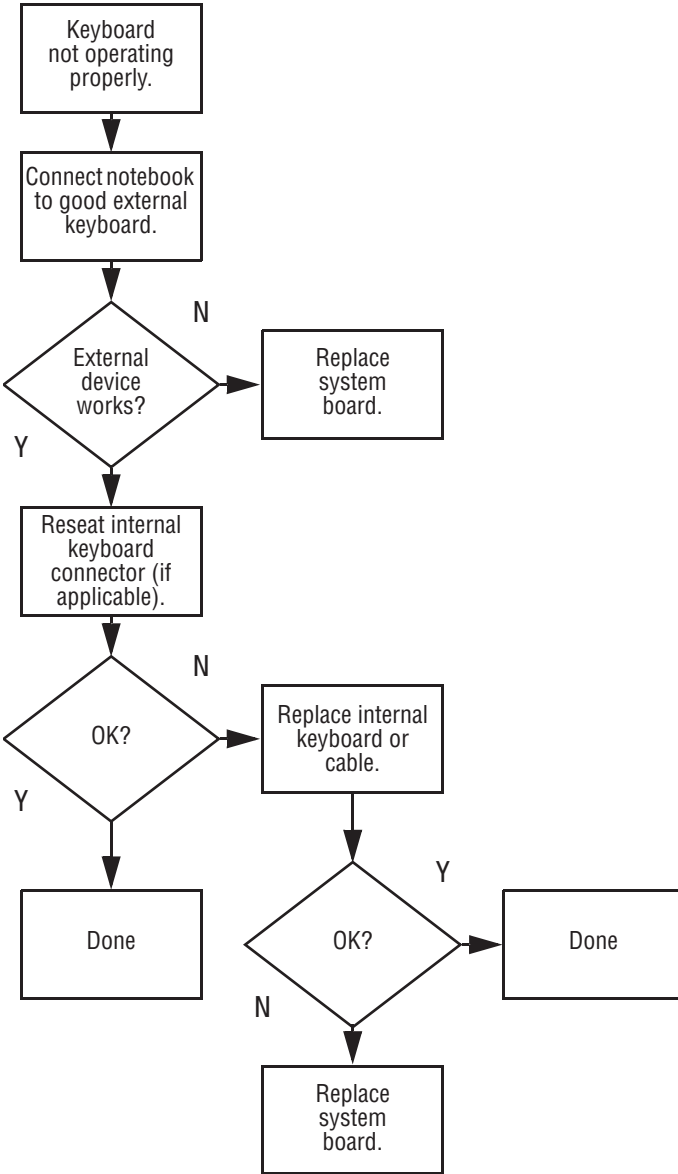 Keyboard
not operating
properly.
Connect notebook
to good external
keyboard.
N
External
device
works?
Replace
system
board.
Y
Reseat internal
keyboard
connector (if
applicable).
N
OK?
Replace internal
keyboard or
cable.
Y
Done
Y
OK?
Done
N
Replace
system
board.